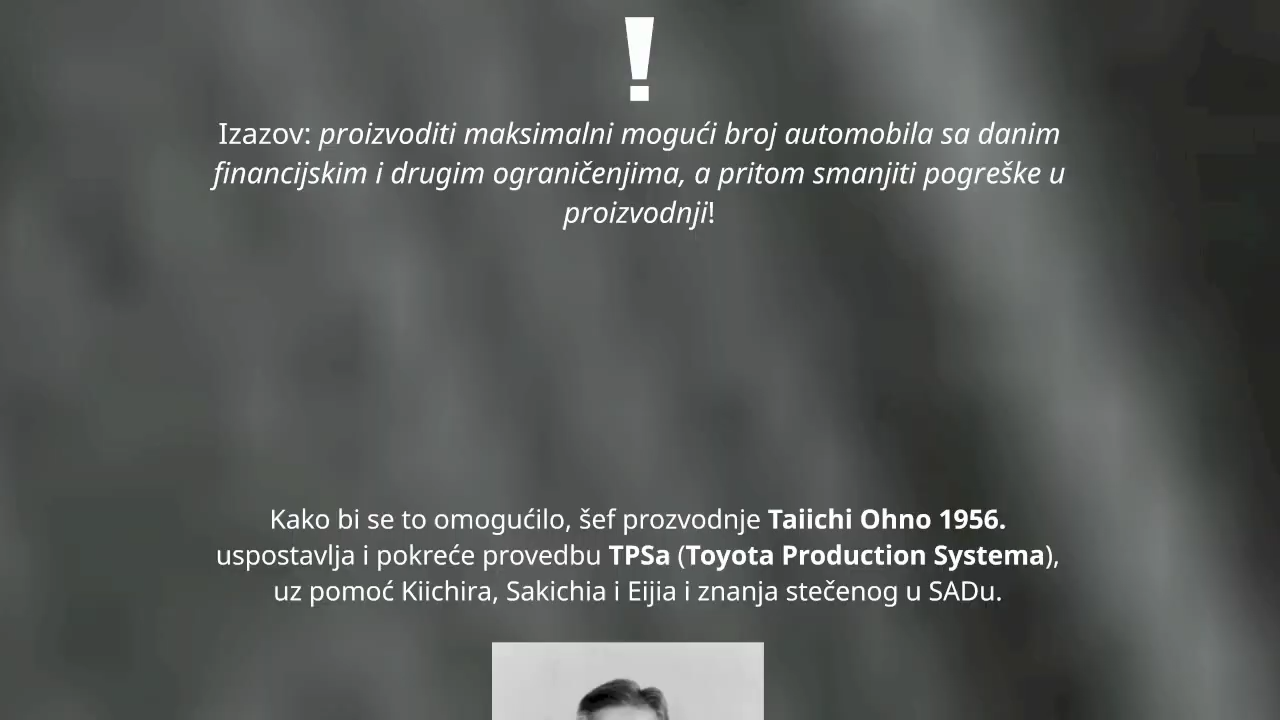 !
Izazov: proizvoditi maksimalni mogući broj automobila sa danim
financijskim i drugim ograničenjima, a pritom smanjiti pogreške u
proizvodnji!
Kako bi se to omogućilo, šef prozvodnje Taiichi Ohno 1956.
uspostavlja i pokreće provedbu TPSa (Toyota Production Systema),
uz pomoć Kiichira, Sakichia i Eijia i znanja stečenog u SADu.